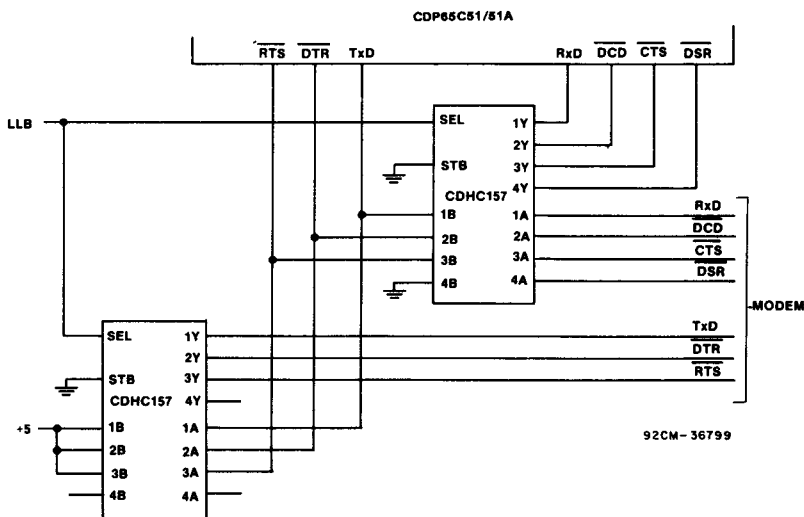 CDP65C51/51A
RTS DTR TxD RxD DCD CTS DSR
LLB
SEL 1Y
2Y
STB 3Y
4Y
CDHC157
1B 1A RxD
2B 2A DCD
3B 3A CTS
4B 4A DSR
MODEM
SEL 1Y TxD
2Y DTR
STB 3Y RTS
CDHC157 4Y
+5 1B 1A
2B 2A
3B 3A
4B 4A
92CM-36799